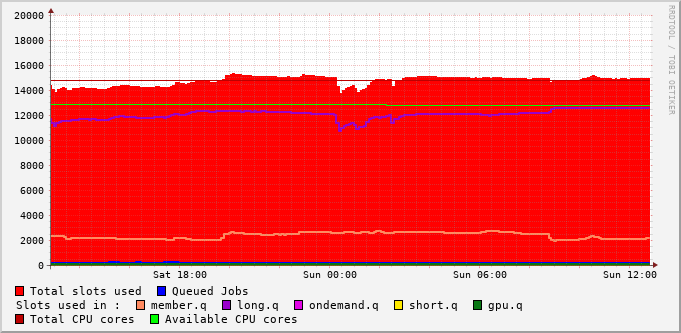 20000
18000
16000
14000
12000
10000
8000
6000
4000
2000
0
Sat 18:00 Sun 00:00 Sun 06:00 Sun 12:00
Total slots used Queued Jobs
Slots used in : member.q long.q ondemand.q short.q gpu.q
Total CPU cores Available CPU cores
RRDTOOL / TOBI OETIKER